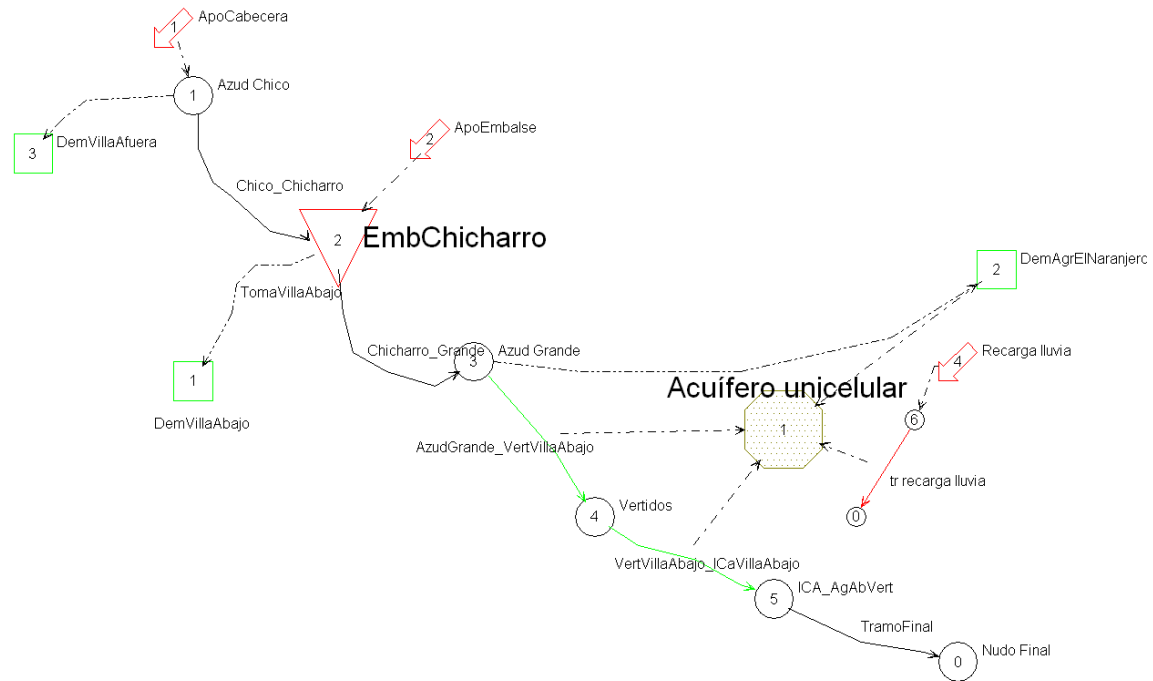 1
ApoCabecera
1
Azud Chico
3
DemVillaAfuera
2
ApoEmbalse
Chico_Chicharro
2
EmbChicharro
TomaVillaAbajo
2
DemAgrElNaranjero
1
DemVillaAbajo
Chicharro_Grande
3
Azud Grande
4
Recarga lluvia
Acuífero unicelular
1
6
AzudGrande_VertVillaAbajo
tr recarga lluvia
0
4
Vertidos
VertVillaAbajo_ICaVillaAbajo
5
ICA_AgAbVert
TramoFinal
0
Nudo Final